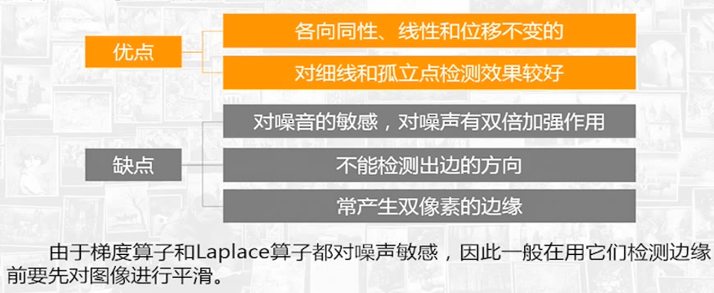 优点
各向同性、线性和位移不变的
对细线和孤立点检测效果较好
缺点
对噪音的敏感，对噪声有双倍加强作用
不能检测出边的方向
常产生双像素的边缘
由于梯度算子和Laplace算子都对噪声敏感，因此一般在用它们检测边缘
前要先对图像进行平滑。